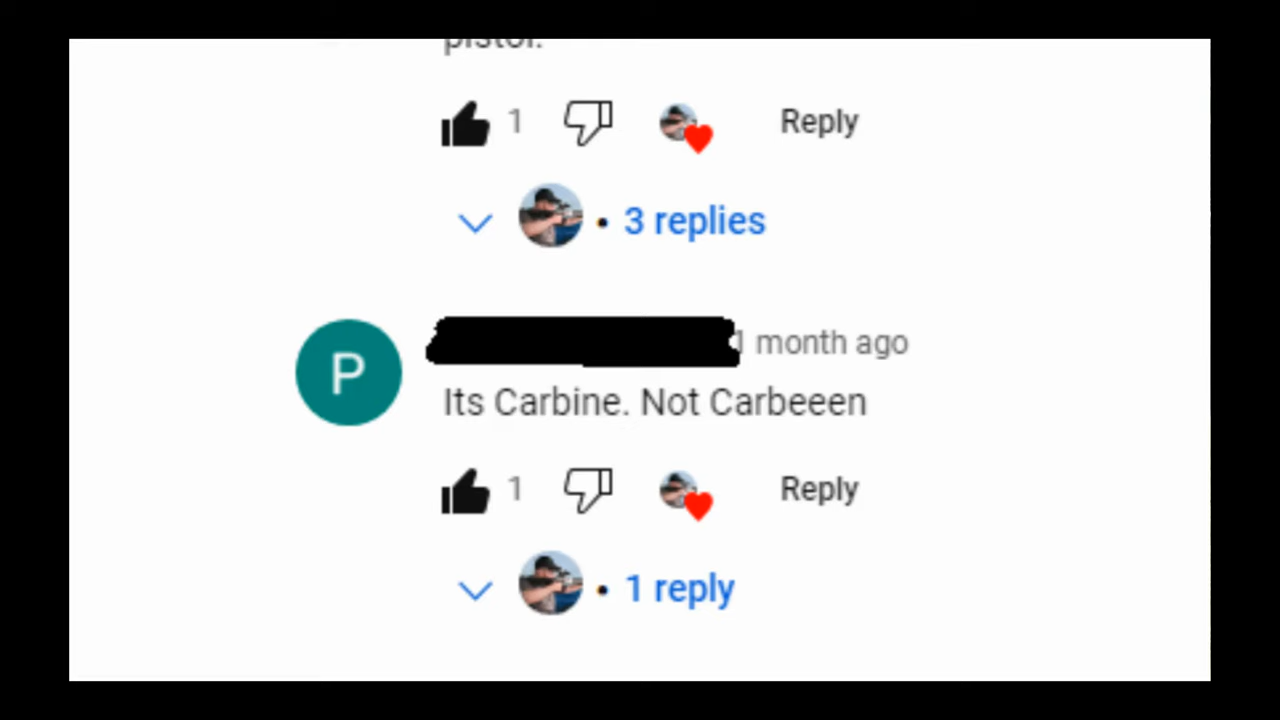 pistol.
1 Reply
3 replies
P
month ago
Its Carbine. Not Carbeeen
1 Reply
1 reply